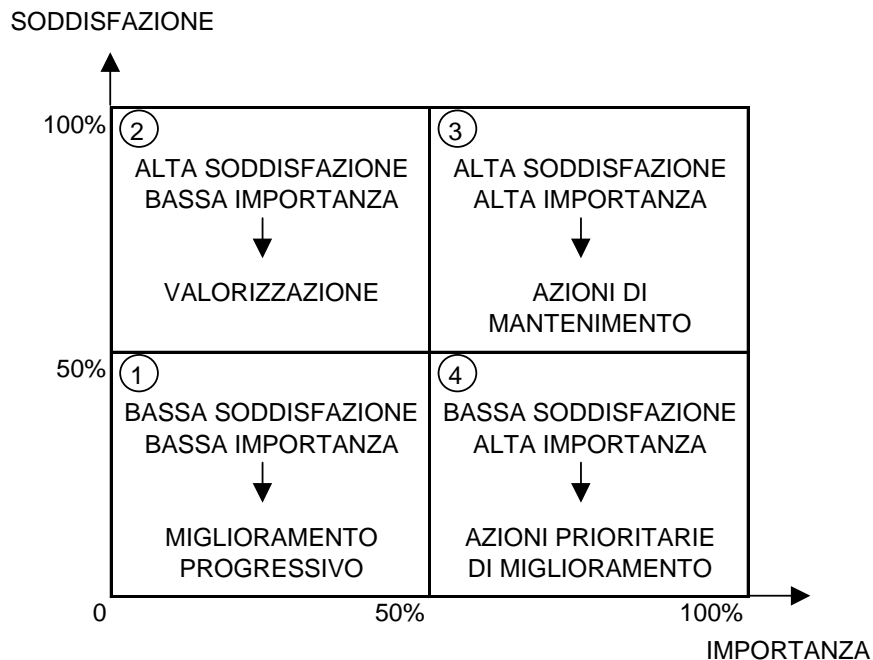 SODDISFAZIONE
100%
2
ALTA SODDISFAZIONE
BASSA IMPORTANZA
VALORIZZAZIONE
3
ALTA SODDISFAZIONE
ALTA IMPORTANZA
AZIONI DI
MANTENIMENTO
50%
1
BASSA SODDISFAZIONE
BASSA IMPORTANZA
MIGLIORAMENTO
PROGRESSIVO
4
BASSA SODDISFAZIONE
ALTA IMPORTANZA
AZIONI PRIORITARIE
DI MIGLIORAMENTO
0
50%
100%
IMPORTANZA